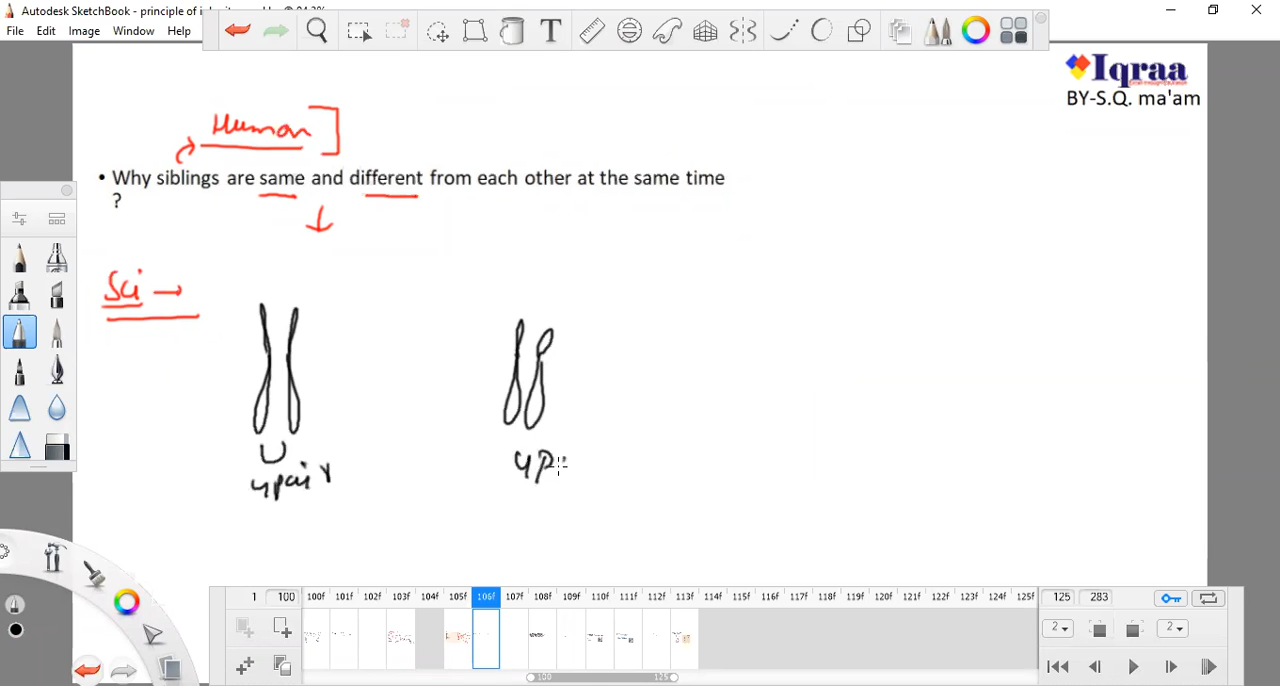 Autodesk SketchBook - principle of
File Edit Image Window Help
T
Iqraa
BY-S.Q. ma'am
Human
• Why siblings are same and different from each other at the same time
?
Sci →
4 pair
4 P
1 100 100f 101f 102f 103f 104f 105f 106f 107f 108f 109f 110f 111f 112f 113f 114f 115f 116f 117f 118f 119f 120f 121f 122f 123f 124f 125f 125 283
2 2
100 125